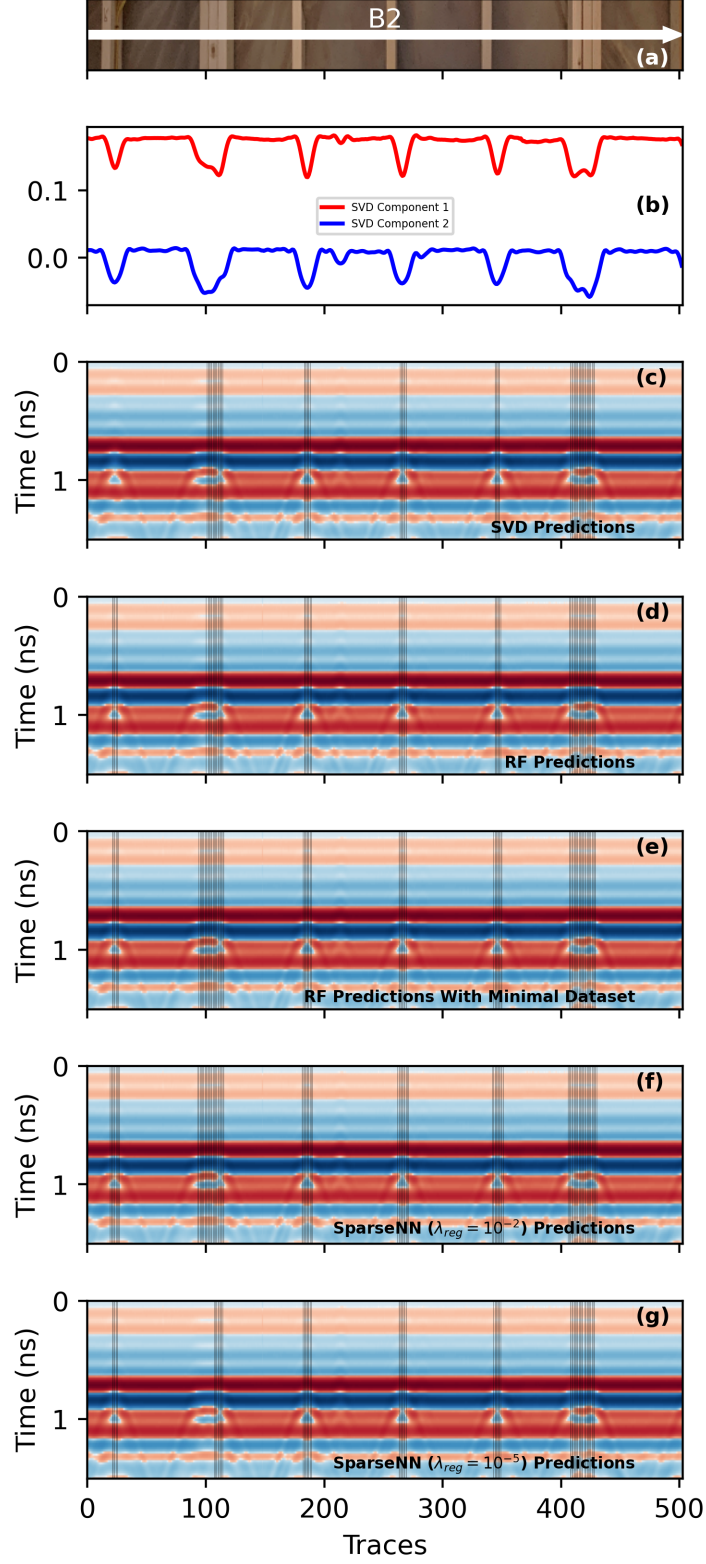 B2
(a)
0.1
0.0
SVD Component 1
SVD Component 2
(b)
0
1
Time (ns)
(c)
SVD Predictions
0
1
Time (ns)
(d)
RF Predictions
0
1
Time (ns)
(e)
RF Predictions With Minimal Dataset
0
1
Time (ns)
(f)
SparseNN (λreg = 10⁻²) Predictions
0
1
Time (ns)
(g)
SparseNN (λreg = 10⁻⁵) Predictions
0 100 200 300 400 500
Traces